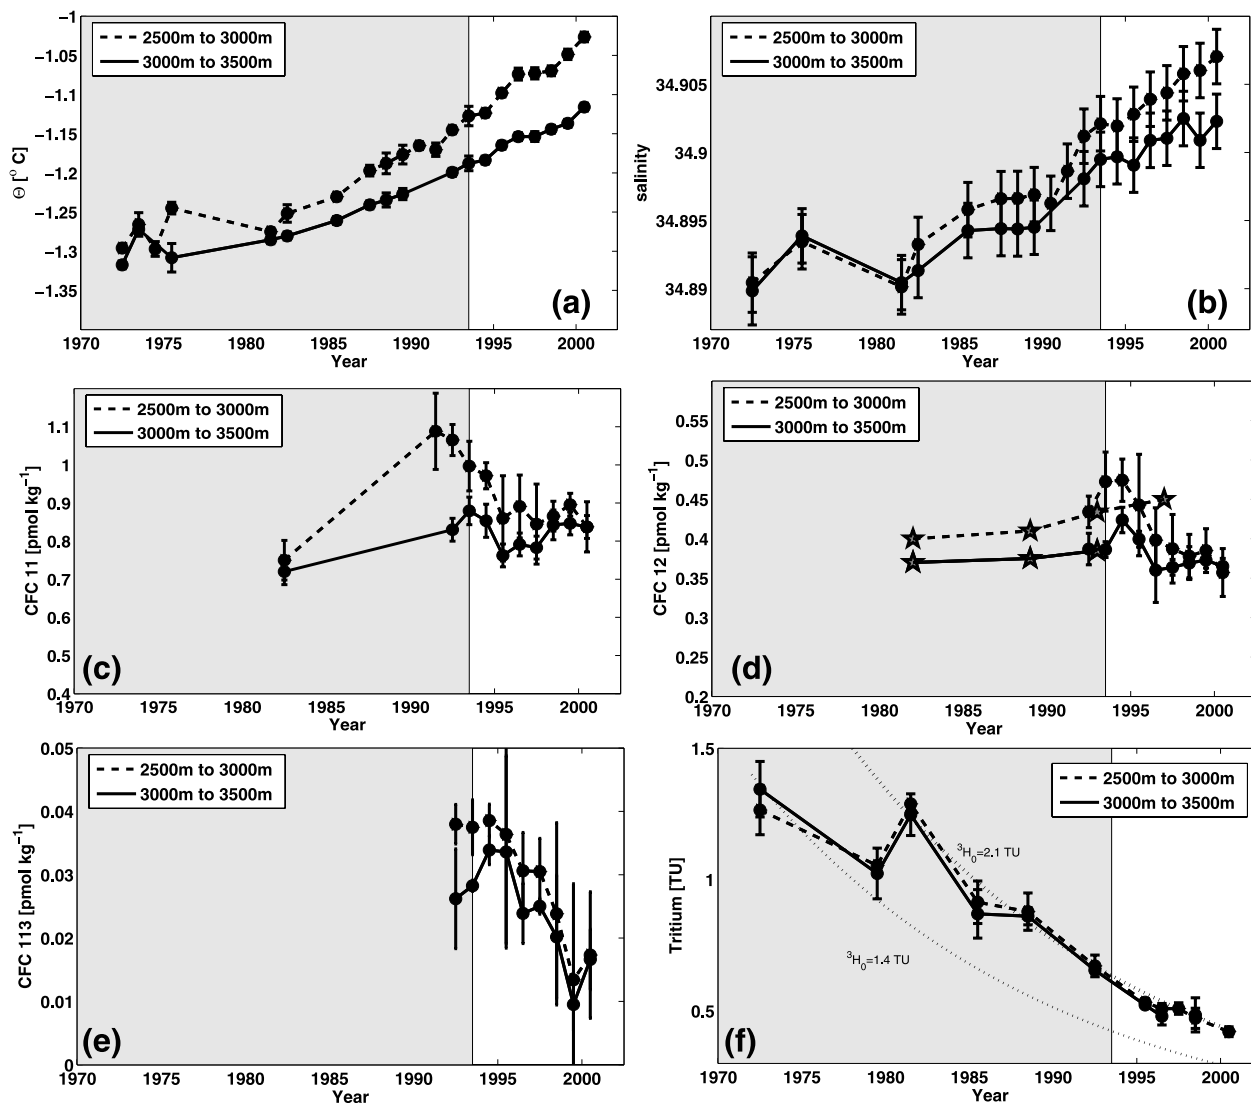 2500m to 3000m
3000m to 3500m
−1
−1.05
−1.1
−1.15
−1.2
−1.25
−1.3
−1.35
Θ [°C]
(a)
1970 1975 1980 1985 1990 1995 2000
Year
2500m to 3000m
3000m to 3500m
34.905
34.9
34.895
34.89
salinity
(b)
1970 1975 1980 1985 1990 1995 2000
Year
2500m to 3000m
3000m to 3500m
1.1
1
0.9
0.8
0.7
0.6
0.5
0.4
CFC 11 [pmol kg⁻¹]
(c)
1970 1975 1980 1985 1990 1995 2000
Year
2500m to 3000m
3000m to 3500m
0.55
0.5
0.45
0.4
0.35
0.3
0.25
0.2
CFC 12 [pmol kg⁻¹]
(d)
1970 1975 1980 1985 1990 1995 2000
Year
2500m to 3000m
3000m to 3500m
0.05
0.04
0.03
0.02
0.01
0
CFC 113 [pmol kg⁻¹]
(e)
1970 1975 1980 1985 1990 1995 2000
Year
2500m to 3000m
3000m to 3500m
1.5
1
0.5
Tritium [TU]
³H₀=2.1 TU
³H₀=1.4 TU
(f)
1970 1975 1980 1985 1990 1995 2000
Year